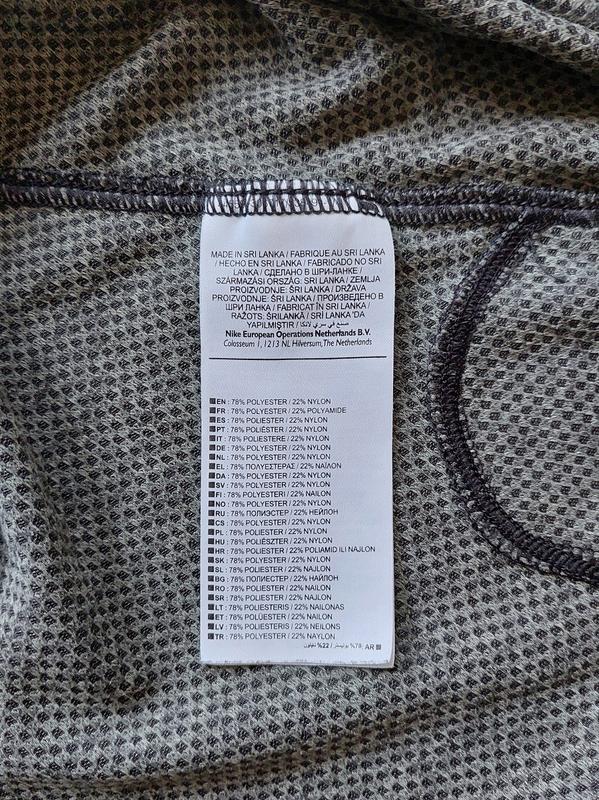 MADE IN SRI LANKA / FABRIQUE AU SRI LANKA
/ HECHO EN SRI LANKA / FABRICADO NO SRI
LANKA / СДЕЛАНО В ШРИ-ЛАНКЕ /
SZÁRMAZÁSI ORSZÁG: SRI LANKA / ZEMLJA
PROIZVODNJE: ŠRI LANKA / DRŽAVA
PROIZVODNJE: ŠRI LANKA / ПРОИЗВЕДЕНО В
ШРИ ЛАНКА / FABRICAT ÎN SRI LANKA /
RAŽOTS: ŠRILANKĀ / SRI LANKA 'DA
YAPILMIŞTIR / صنع في سري لانكا
Nike European Operations Netherlands B.V.
Colosseum 1, 1213 NL Hilversum, The Netherlands
EN : 78% POLYESTER / 22% NYLON
FR : 78% POLYESTER / 22% POLYAMIDE
ES : 78% POLIÉSTER / 22% NYLON
PT : 78% POLIÉSTER / 22% NYLON
IT : 78% POLIESTERE / 22% NYLON
DE : 78% POLYESTER / 22% NYLON
NL : 78% POLYESTER / 22% NYLON
EL : 78% ΠΟΛΥΕΣΤΕΡΑΣ / 22% ΝΑΪΛΟΝ
DA : 78% POLYESTER / 22% NYLON
SV : 78% POLYESTER / 22% NYLON
FI : 78% POLYESTERI / 22% NAILON
NO : 78% POLYESTER / 22% NYLON
RU : 78% ПОЛИЭСТЕР / 22% НЕЙЛОН
CS : 78% POLYESTER / 22% NYLON
PL : 78% POLIESTER / 22% NYLON
HU : 78% POLIÉSZTER / 22% NYLON
HR : 78% POLIESTER / 22% POLIAMID ILI NAJLON
SK : 78% POLYESTER / 22% NYLON
SL : 78% POLIESTER / 22% NAJLON
BG : 78% ПОЛИЕСТЕР / 22% НАЙЛОН
RO : 78% POLIESTER / 22% NAILON
SR : 78% POLIESTER / 22% NAJLON
LT : 78% POLIESTERIS / 22% NAILONAS
ET : 78% POLÜESTER / 22% NAILON
LV : 78% POLIESTERIS / 22% NEILONS
TR : 78% POLYESTER / 22% NAYLON
AR : 78% بوليستر / 22% نايلون